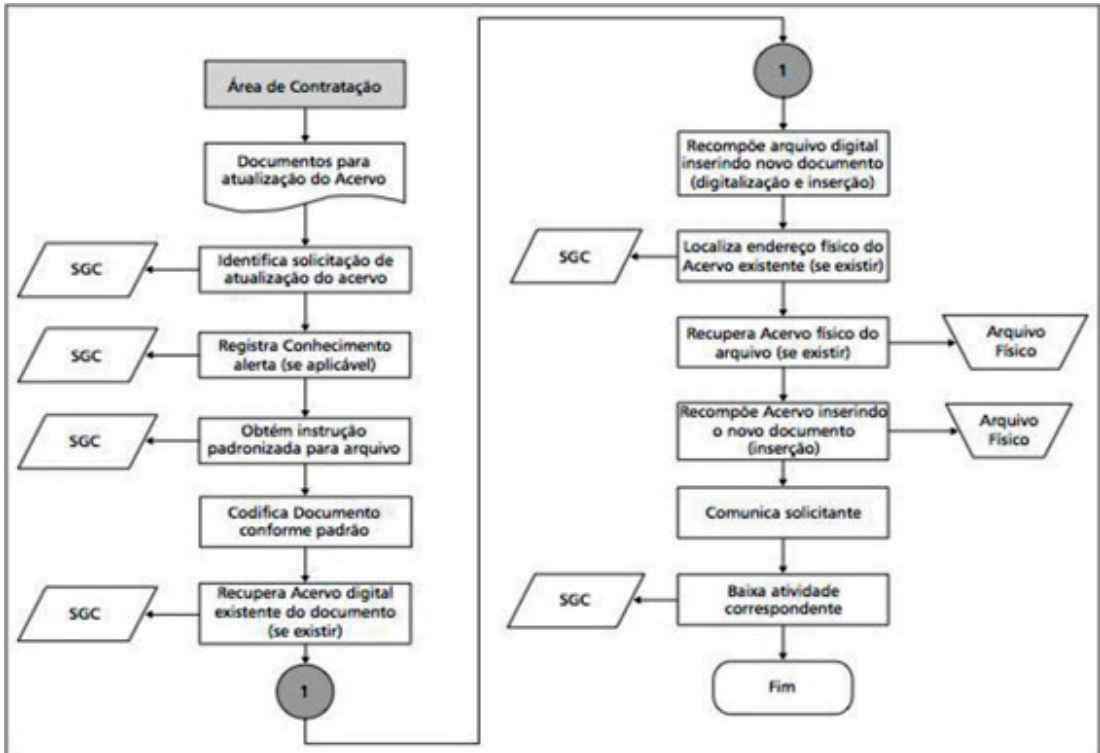 Área de Contratação
Documentos para
atualização do Acervo
SGC
Identifica solicitação de
atualização do acervo
SGC
Registra Conhecimento
alerta (se aplicável)
SGC
Obtém instrução
padronizada para arquivo
Codifica Documento
conforme padrão
SGC
Recupera Acervo digital
existente do documento
(se existir)
1
1
Recompõe arquivo digital
inserindo novo documento
(digitalização e inserção)
SGC
Localiza endereço físico do
Acervo existente (se existir)
Recupera Acervo físico do
arquivo (se existir)
Arquivo
Físico
Recompõe Acervo inserindo
o novo documento
(inserção)
Arquivo
Físico
Comunica solicitante
SGC
Baixa atividade
correspondente
Fim